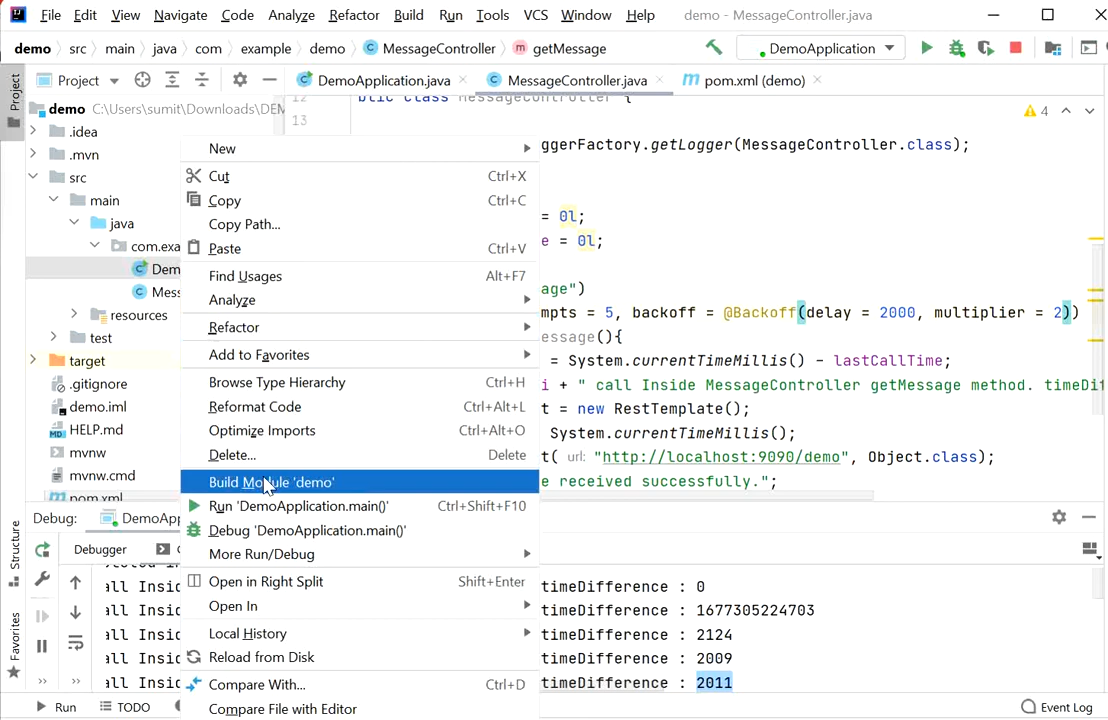 File Edit View Navigate Code Analyze Refactor Build Run Tools VCS Window Help demo - MessageController.java
demo src main java com example demo MessageController getMessage DemoApplication
Project DemoApplication.java MessageController.java pom.xml (demo)
Project
demo C:\Users\sumit\Downloads\DEM
.idea
.mvn
src
main
java
com.exa
Dem
Mess
resources
test
target
.gitignore
demo.iml
HELP.md
mvnw
mvnw.cmd
pom.xml
12 blic class MessageController {
13
4
ggerFactory.getLogger(MessageController.class);
= 0l;
e = 0l;
age")
mpts = 5, backoff = @Backoff(delay = 2000, multiplier = 2))
essage(){
= System.currentTimeMillis() - lastCallTime;
i + " call Inside MessageController getMessage method. timeDif
t = new RestTemplate();
System.currentTimeMillis();
t( url: "http://localhost:9090/demo", Object.class);
e received successfully.";
New
Cut Ctrl+X
Copy Ctrl+C
Copy Path...
Paste Ctrl+V
Find Usages Alt+F7
Analyze
Refactor
Add to Favorites
Browse Type Hierarchy Ctrl+H
Reformat Code Ctrl+Alt+L
Optimize Imports Ctrl+Alt+O
Delete... Delete
Build Module 'demo'
Run 'DemoApplication.main()' Ctrl+Shift+F10
Debug 'DemoApplication.main()'
More Run/Debug
Open in Right Split Shift+Enter
Open In
Local History
Reload from Disk
Compare With... Ctrl+D
Compare File with Editor
Structure
Favorites
Debug: DemoApp
Debugger
all Insid timeDifference : 0
all Insid timeDifference : 1677305224703
all Insid timeDifference : 2124
all Insid timeDifference : 2009
all Insid timeDifference : 2011
Run TODO Event Log